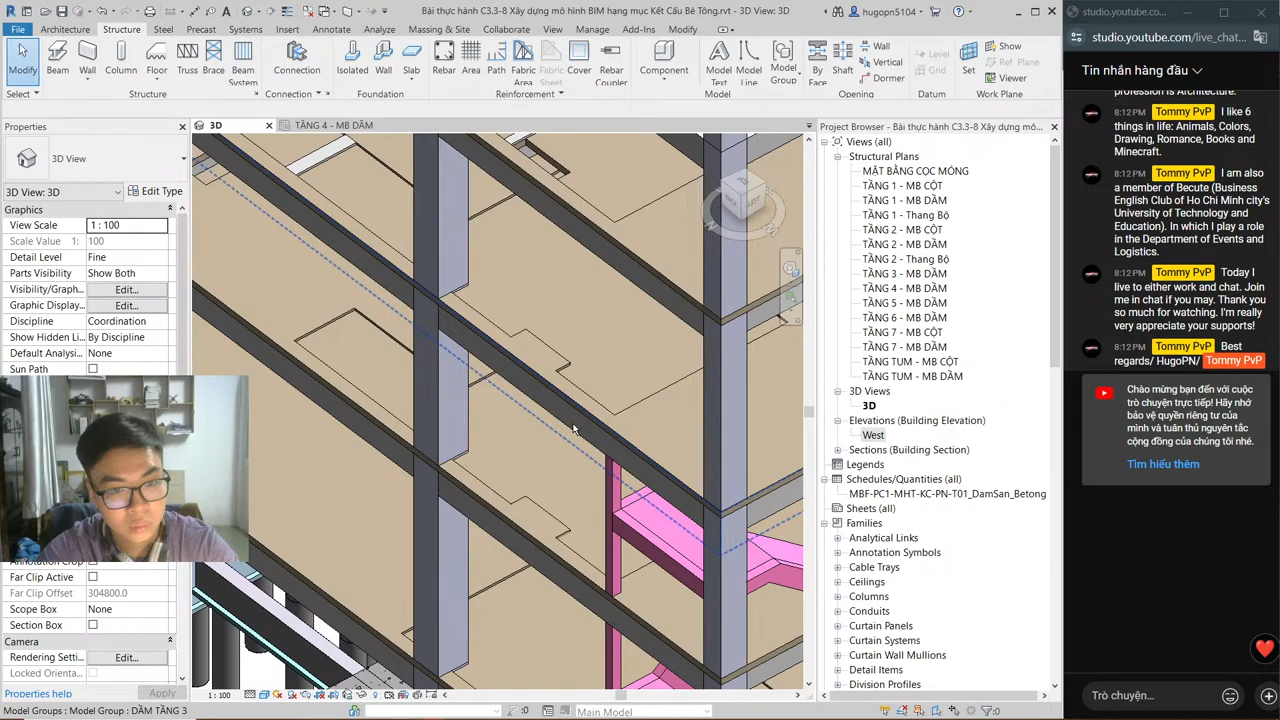 Bài thực hành C3.3-8 Xây dựng mô hình BIM hạng mục Kết Cấu Bê Tông.rvt - 3D View: 3D
hugopn5104
studio.youtube.co...
studio.youtube.com/live_chat...
File Architecture Structure Steel Precast Systems Insert Annotate Analyze Massing & Site Collaborate View Manage Add-Ins Modify
Modify Beam Wall Column Floor Truss Brace Beam System Connection Isolated Wall Slab Rebar Area Path Fabric Area Fabric Sheet Cover Rebar Coupler Component Model Text Model Line Model Group By Face Shaft Wall Vertical Dormer Level Grid Set Show Ref Plane Viewer
Select Structure Connection Foundation Reinforcement Model Opening Datum Work Plane
Properties
3D
TẦNG 4 - MB DẦM
3D View
3D View: 3D
Edit Type
Graphics
View Scale 1 : 100
Scale Value 1: 100
Detail Level Fine
Parts Visibility Show Both
Visibility/Graph... Edit...
Graphic Display... Edit...
Discipline Coordination
Show Hidden Li... By Discipline
Default Analysi... None
Sun Path
Far Clip Active
Far Clip Offset 304800.0
Scope Box None
Section Box
Camera
Rendering Setti... Edit...
Locked Orienta...
Properties help Apply
1 : 100
Model Groups : Model Group : DẦM TẦNG 3
:0
Main Model
:0
BACK LEFT
Project Browser - Bài thực hành C3.3-8 Xây dựng mô...
Views (all)
Structural Plans
MẶT BẰNG CỌC MÓNG
TẦNG 1 - MB CỘT
TẦNG 1 - MB DẦM
TẦNG 1 - Thang Bộ
TẦNG 2 - MB CỘT
TẦNG 2 - MB DẦM
TẦNG 2 - Thang Bộ
TẦNG 3 - MB DẦM
TẦNG 4 - MB DẦM
TẦNG 5 - MB DẦM
TẦNG 6 - MB DẦM
TẦNG 7 - MB CỘT
TẦNG 7 - MB DẦM
TẦNG TUM - MB CỘT
TẦNG TUM - MB DẦM
3D Views
3D
Elevations (Building Elevation)
West
Sections (Building Section)
Legends
Schedules/Quantities (all)
MBF-PC1-MHT-KC-PN-T01_DamSan_Betong
Sheets (all)
Families
Analytical Links
Annotation Symbols
Cable Trays
Ceilings
Columns
Conduits
Curtain Panels
Curtain Systems
Curtain Wall Mullions
Detail Items
Division Profiles
Tin nhắn hàng đầu
profession is Architecture.
8:12 PM Tommy PvP I like 6
things in life: Animals, Colors,
Drawing, Romance, Books and
Minecraft.
8:12 PM Tommy PvP I am also
a member of Becute (Business
English Club of Ho Chi Minh city's
University of Technology and
Education). In which I play a role
in the Department of Events and
Logistics.
8:12 PM Tommy PvP Today I
live to either work and chat. Join
me in chat if you may. Thank you
so much for watching. I'm really
very appreciate your supports!
8:12 PM Tommy PvP Best
regards/ HugoPN/ Tommy PvP
Chào mừng bạn đến với cuộc
trò chuyện trực tiếp! Hãy nhớ
bảo vệ quyền riêng tư của
mình và tuân thủ nguyên tắc
cộng đồng của chúng tôi nhé.
Tìm hiểu thêm
Trò chuyện...